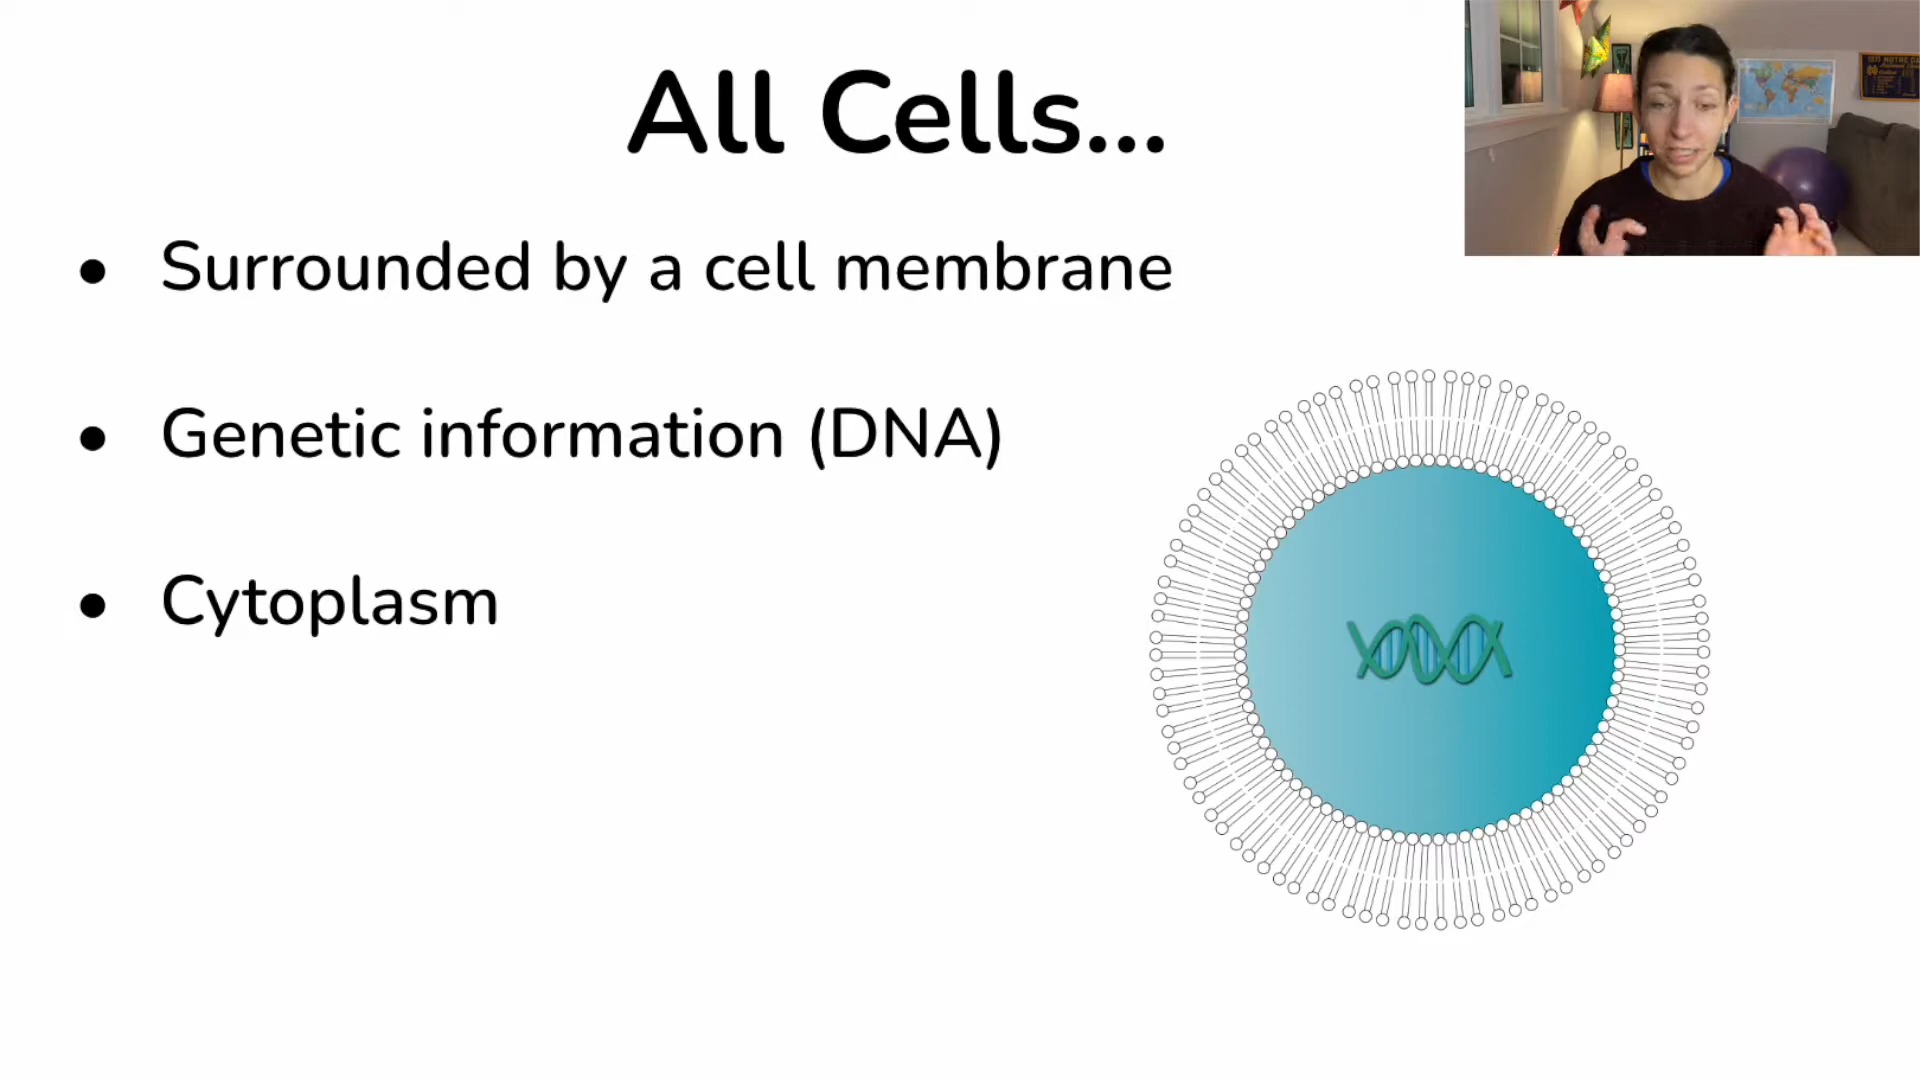 All Cells...
• Surrounded by a cell membrane
• Genetic information (DNA)
• Cytoplasm